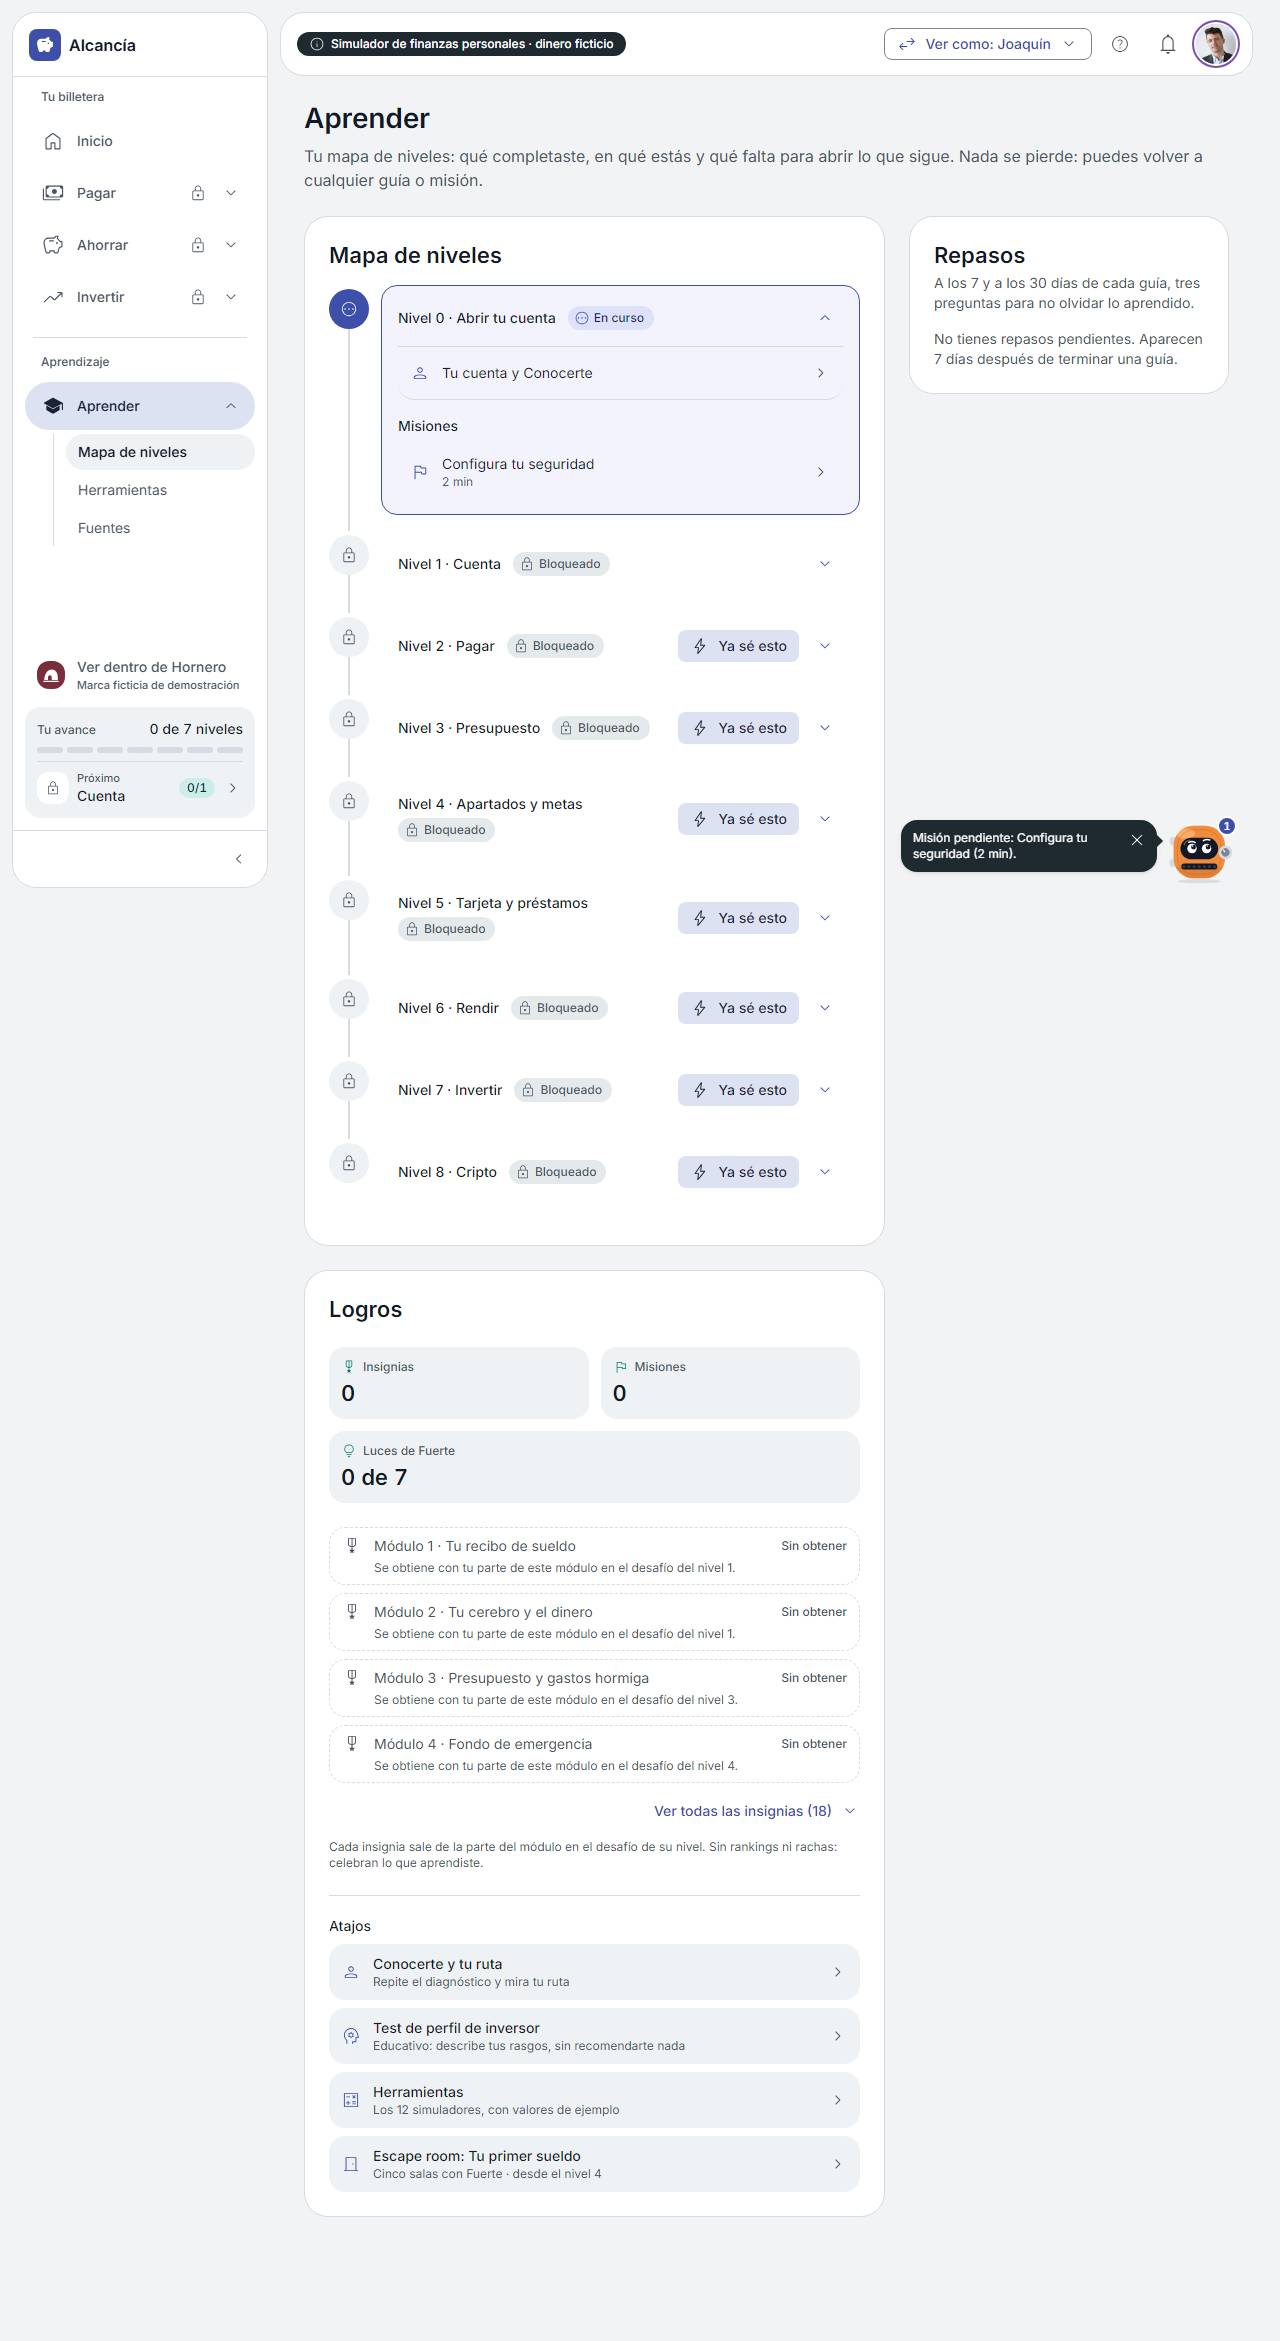 Alcancía
Tu billetera
Inicio
Pagar
Ahorrar
Invertir
Aprendizaje
Aprender
Mapa de niveles
Herramientas
Fuentes
Ver dentro de Hornero
Marca ficticia de demostración
Tu avance
0 de 7 niveles
Próximo
Cuenta
0/1
Simulador de finanzas personales · dinero ficticio
Ver como: Joaquín
Aprender
Tu mapa de niveles: qué completaste, en qué estás y qué falta para abrir lo que sigue. Nada se pierde: puedes volver a
cualquier guía o misión.
Mapa de niveles
Nivel 0 · Abrir tu cuenta
En curso
Tu cuenta y Conocerte
Misiones
Configura tu seguridad
2 min
Nivel 1 · Cuenta
Bloqueado
Nivel 2 · Pagar
Bloqueado
Ya sé esto
Nivel 3 · Presupuesto
Bloqueado
Ya sé esto
Nivel 4 · Apartados y metas
Bloqueado
Ya sé esto
Nivel 5 · Tarjeta y préstamos
Bloqueado
Ya sé esto
Nivel 6 · Rendir
Bloqueado
Ya sé esto
Nivel 7 · Invertir
Bloqueado
Ya sé esto
Nivel 8 · Cripto
Bloqueado
Ya sé esto
Repasos
A los 7 y a los 30 días de cada guía, tres
preguntas para no olvidar lo aprendido.
No tienes repasos pendientes. Aparecen
7 días después de terminar una guía.
Misión pendiente: Configura tu
seguridad (2 min).
1
Logros
Insignias
0
Misiones
0
Luces de Fuerte
0 de 7
Módulo 1 · Tu recibo de sueldo
Sin obtener
Se obtiene con tu parte de este módulo en el desafío del nivel 1.
Módulo 2 · Tu cerebro y el dinero
Sin obtener
Se obtiene con tu parte de este módulo en el desafío del nivel 1.
Módulo 3 · Presupuesto y gastos hormiga
Sin obtener
Se obtiene con tu parte de este módulo en el desafío del nivel 3.
Módulo 4 · Fondo de emergencia
Sin obtener
Se obtiene con tu parte de este módulo en el desafío del nivel 4.
Ver todas las insignias (18)
Cada insignia sale de la parte del módulo en el desafío de su nivel. Sin rankings ni rachas:
celebran lo que aprendiste.
Atajos
Conocerte y tu ruta
Repite el diagnóstico y mira tu ruta
Test de perfil de inversor
Educativo: describe tus rasgos, sin recomendarte nada
Herramientas
Los 12 simuladores, con valores de ejemplo
Escape room: Tu primer sueldo
Cinco salas con Fuerte · desde el nivel 4